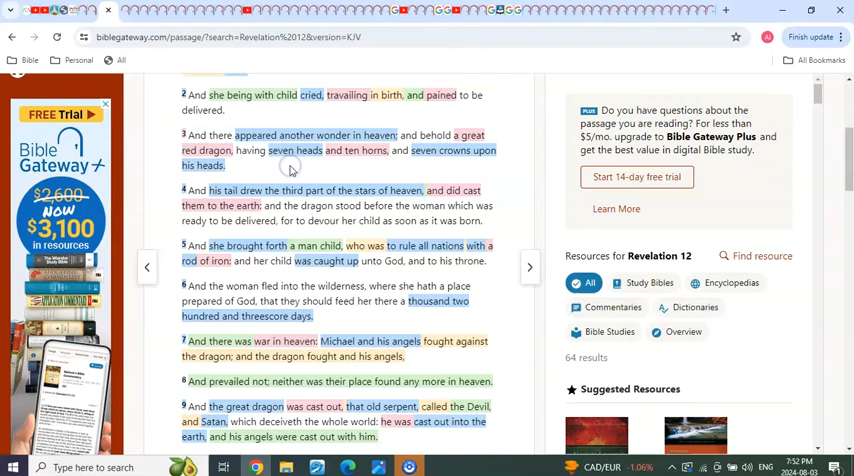 biblegateway.com/passage/?search=Revelation%2012&version=KJV
AI
Finish update
Bible
Personal
All
All Bookmarks
2 And she being with child cried, travailing in birth, and pained to be
delivered.
3 And there appeared another wonder in heaven; and behold a great
red dragon, having seven heads and ten horns, and seven crowns upon
his heads.
4 And his tail drew the third part of the stars of heaven, and did cast
them to the earth: and the dragon stood before the woman which was
ready to be delivered, for to devour her child as soon as it was born.
5 And she brought forth a man child, who was to rule all nations with a
rod of iron: and her child was caught up unto God, and to his throne.
6 And the woman fled into the wilderness, where she hath a place
prepared of God, that they should feed her there a thousand two
hundred and threescore days.
7 And there was war in heaven: Michael and his angels fought against
the dragon; and the dragon fought and his angels,
8 And prevailed not; neither was their place found any more in heaven.
9 And the great dragon was cast out, that old serpent, called the Devil,
and Satan, which deceiveth the whole world: he was cast out into the
earth, and his angels were cast out with him.
FREE Trial
Bible
Gateway+
$2,600
NOW
$3,100
in resources
PLUS Do you have questions about the
passage you are reading? For less than
$5/mo. upgrade to Bible Gateway Plus and
get the best value in digital Bible study.
Start 14-day free trial
Learn More
Resources for Revelation 12
Find resource
All
Study Bibles
Encyclopedias
Commentaries
Dictionaries
Bible Studies
Overview
64 results
Suggested Resources
Type here to search
CAD/EUR -1.06%
ENG
7:52 PM
2024-08-03